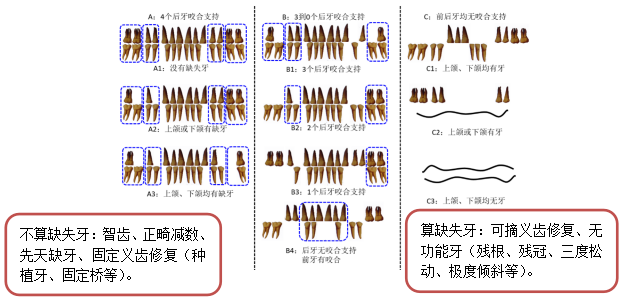 A：4个后牙咬合支持
A1：没有缺失牙
A2：上颌或下颌有缺牙
A3：上颌、下颌均有缺牙
B：3到0个后牙咬合支持
B1：3个后牙咬合支持
B2：2个后牙咬合支持
B3：1个后牙咬合支持
B4：后牙无咬合支持
前牙有咬合
C：前后牙均无咬合支持
C1：上颌、下颌均有牙
C2：上颌或下颌有牙
C3：上颌、下颌均无牙
不算缺失牙：智齿、正畸减数、
先天缺牙、固定义齿修复（种
植牙、固定桥等）。
算缺失牙：可摘义齿修复、无
功能牙（残根、残冠、三度松
动、极度倾斜等）。